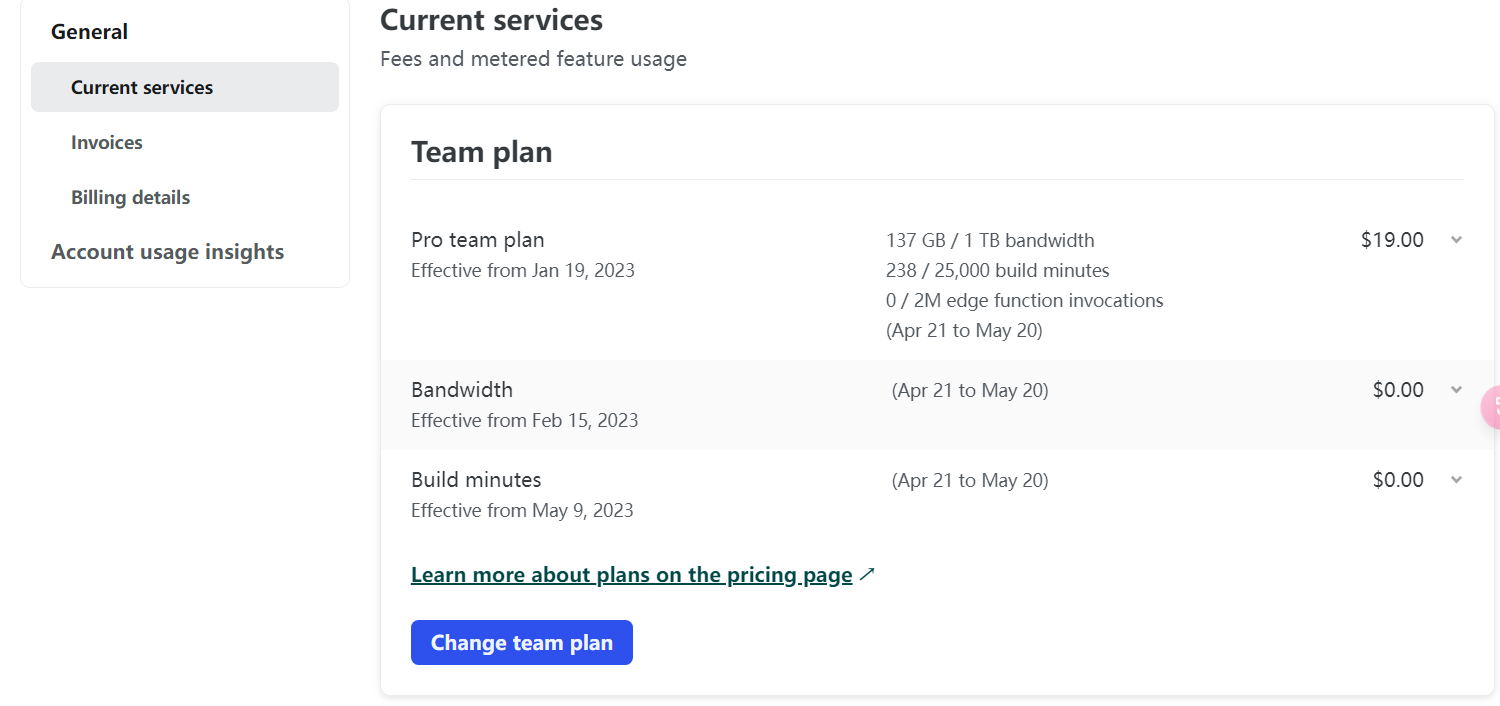 General
Current services
Invoices
Billing details
Account usage insights
Current services
Fees and metered feature usage
Team plan
Pro team plan
Effective from Jan 19, 2023
137 GB / 1 TB bandwidth
238 / 25,000 build minutes
0 / 2M edge function invocations
(Apr 21 to May 20)
$19.00
Bandwidth
Effective from Feb 15, 2023
(Apr 21 to May 20)
$0.00
Build minutes
Effective from May 9, 2023
(Apr 21 to May 20)
$0.00
Learn more about plans on the pricing page
Change team plan